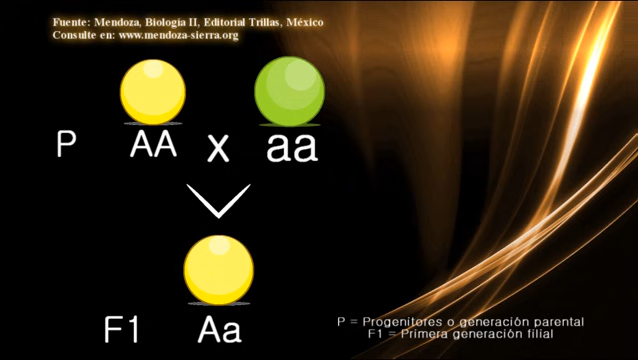 Fuente: Mendoza, Biología II, Editorial Trillas, México
Consulte en: www.mendoza-sierra.org
P AA x aa
F1 Aa
P = Progenitores o generación parental
F1 = Primera generación filial